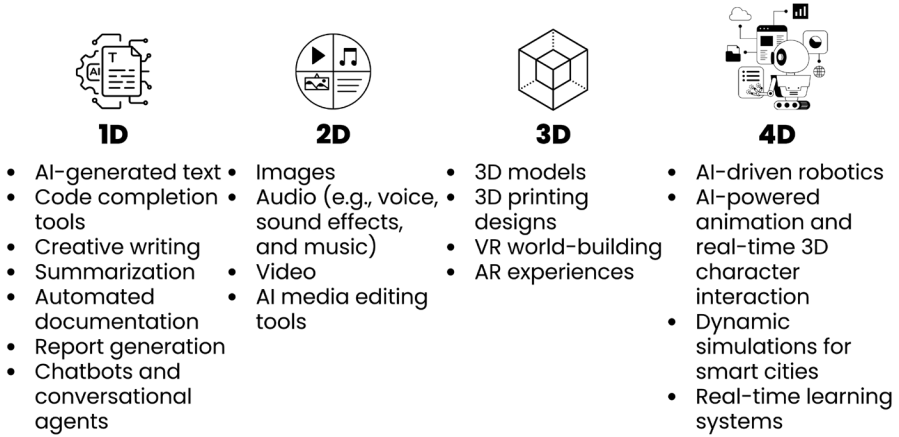 AI
T
1D
• AI-generated text
• Code completion
tools
• Creative writing
• Summarization
• Automated
documentation
• Report generation
• Chatbots and
conversational
agents
2D
• Images
• Audio (e.g., voice,
sound effects,
and music)
• Video
• AI media editing
tools
3D
• 3D models
• 3D printing
designs
• VR world-building
• AR experiences
4D
• AI-driven robotics
• AI-powered
animation and
real-time 3D
character
interaction
• Dynamic
simulations for
smart cities
• Real-time learning
systems